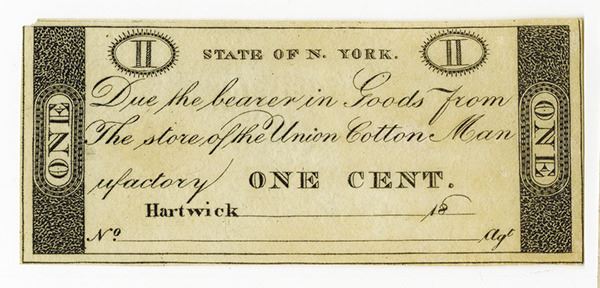 II STATE OF N. YORK. II
ONE
Due the bearer in Goods from
The store, of the Union Cotton Man
ufactory ONE CENT.
Hartwick 18
No Agt
ONE